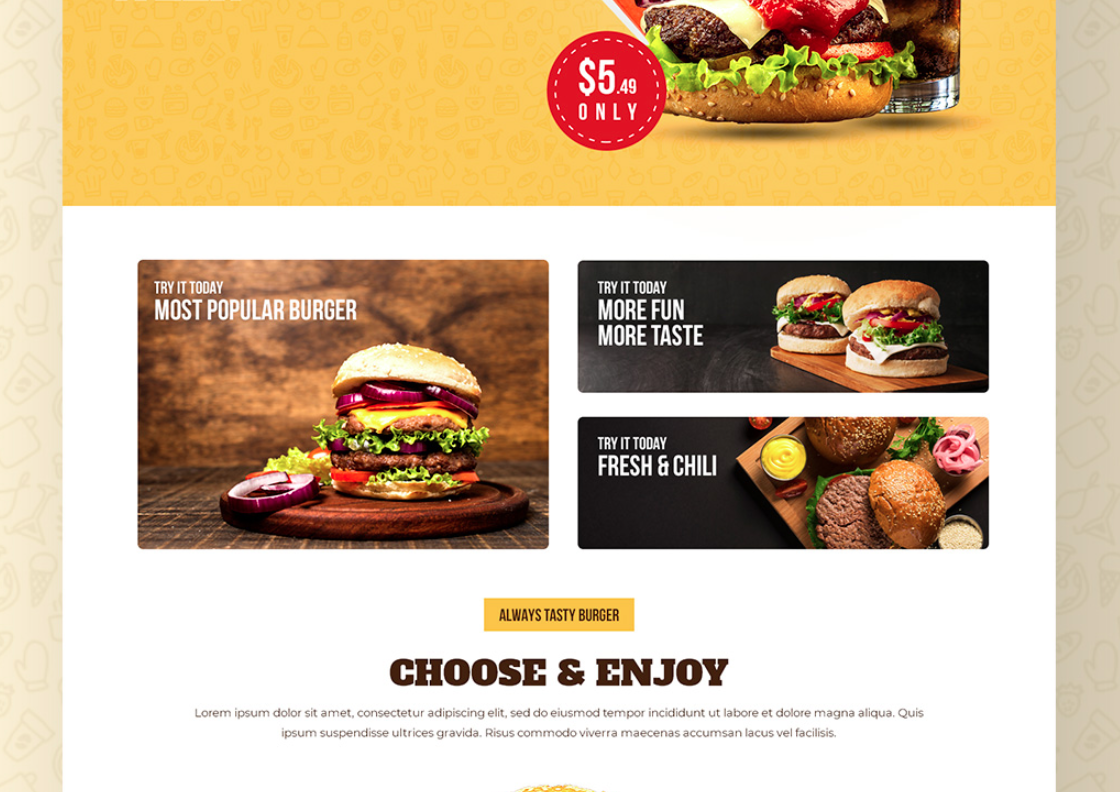 $5.49
ONLY
TRY IT TODAY
MOST POPULAR BURGER
TRY IT TODAY
MORE FUN
MORE TASTE
TRY IT TODAY
FRESH & CHILI
ALWAYS TASTY BURGER
CHOOSE & ENJOY
Lorem ipsum dolor sit amet, consectetur adipiscing elit, sed do eiusmod tempor incididunt ut labore et dolore magna aliqua. Quis
ipsum suspendisse ultrices gravida. Risus commodo viverra maecenas accumsan lacus vel facilisis.